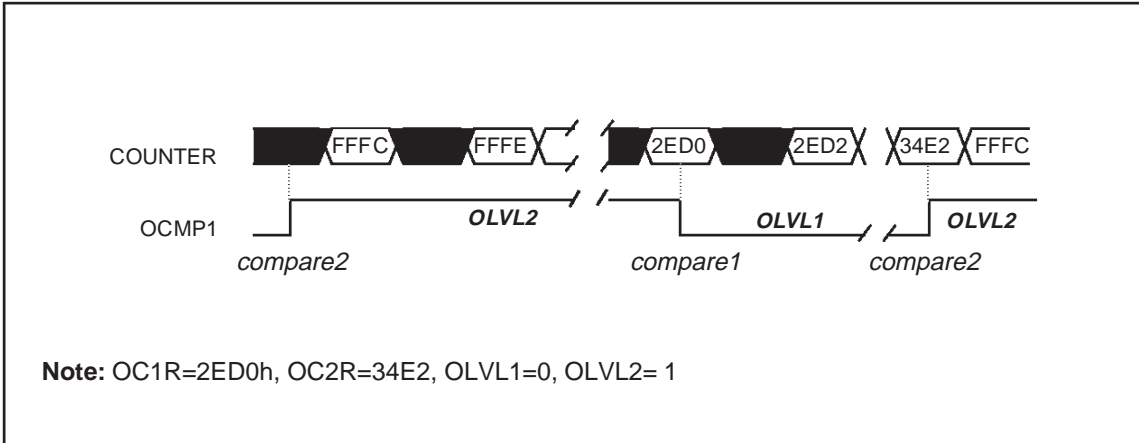 COUNTER FFFC FFFE 2ED0 2ED2 34E2 FFFC
OCMP1 OLVL2 OLVL1 OLVL2
compare2 compare1 compare2
Note: OC1R=2ED0h, OC2R=34E2, OLVL1=0, OLVL2= 1